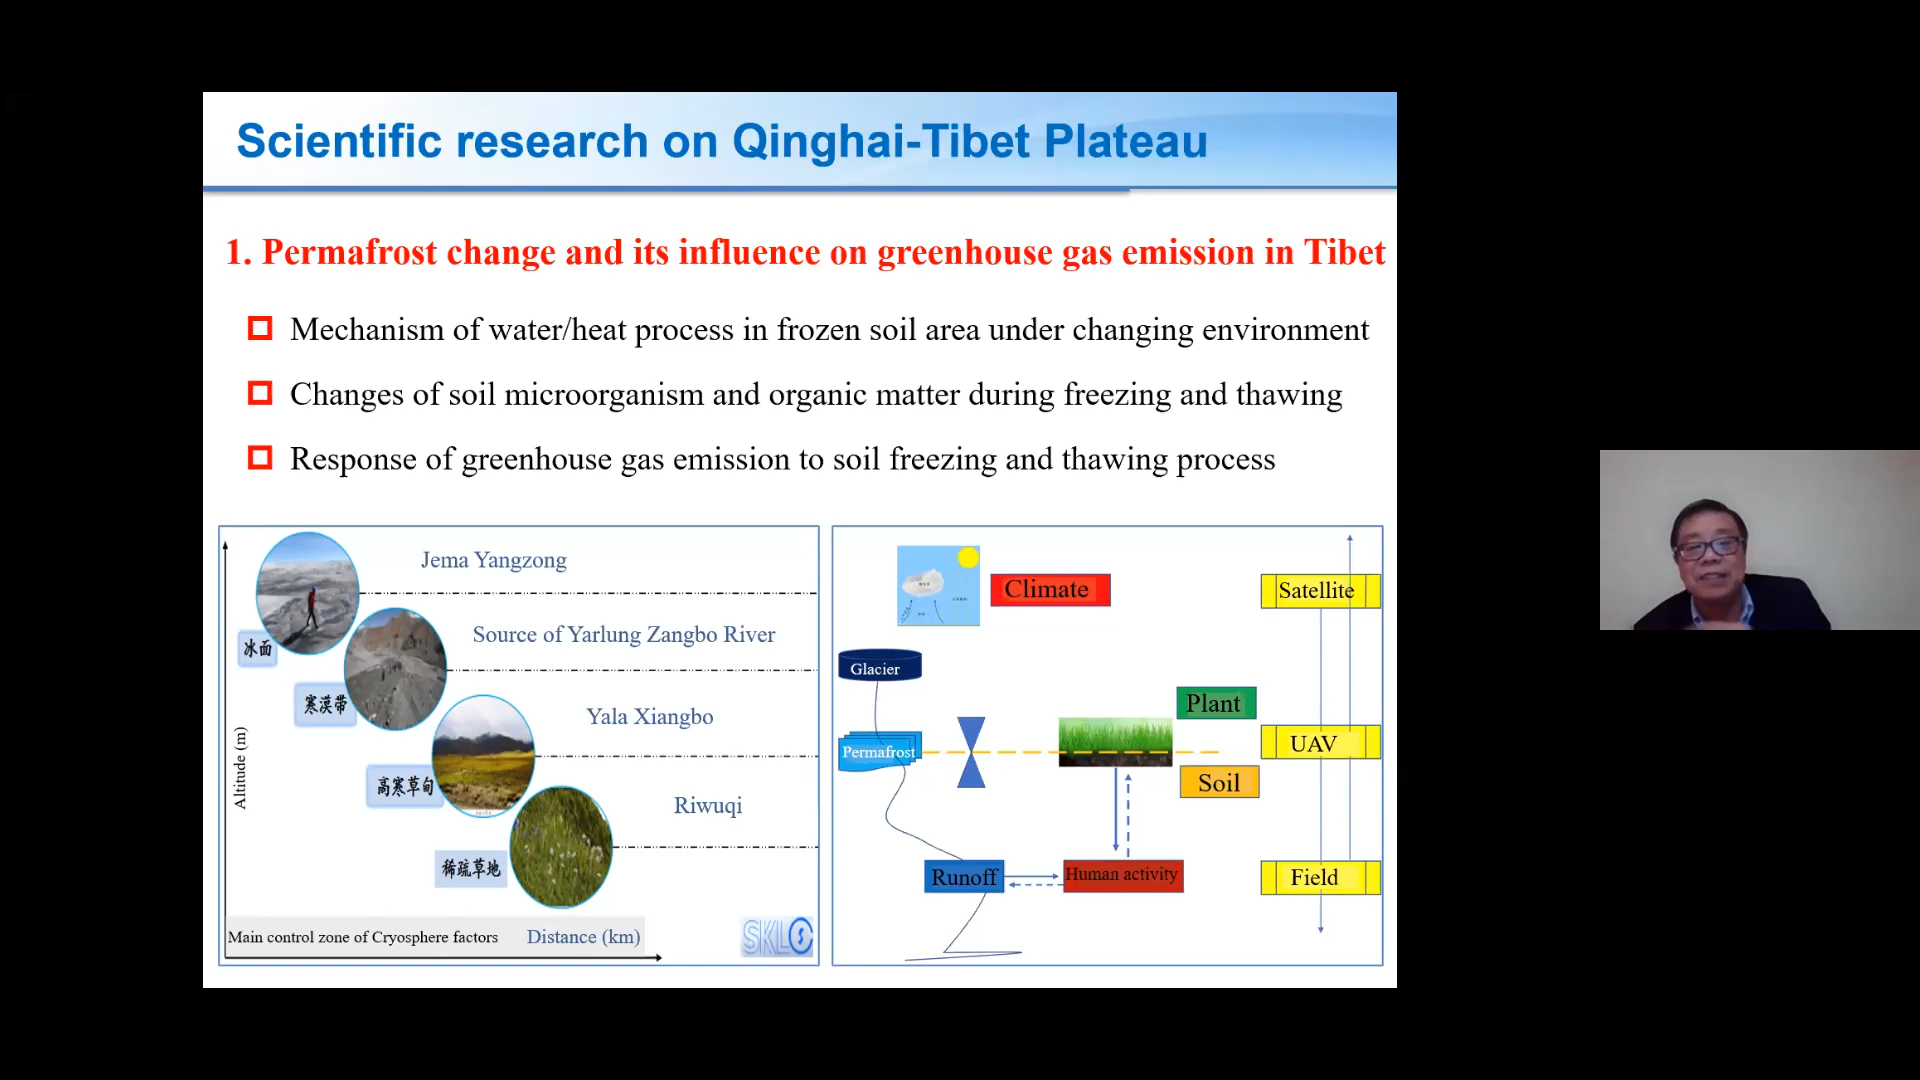 Scientific research on Qinghai-Tibet Plateau
1. Permafrost change and its influence on greenhouse gas emission in Tibet
Mechanism of water/heat process in frozen soil area under changing environment
Changes of soil microorganism and organic matter during freezing and thawing
Response of greenhouse gas emission to soil freezing and thawing process
Jema Yangzong
冰面
Source of Yarlung Zangbo River
寒漠带
Yala Xiangbo
高寒草甸
Riwuqi
稀疏草地
Altitude (m)
Main control zone of Cryosphere factors
Distance (km)
SKLCS
Climate
Satellite
Glacier
Plant
Permafrost
UAV
Soil
Runoff
Human activity
Field